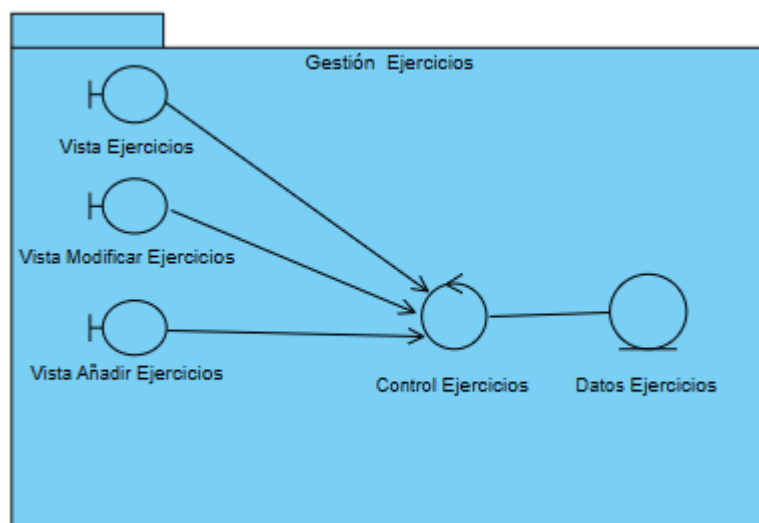 Gestión Ejercicios
Vista Ejercicios
Vista Modificar Ejercicios
Vista Añadir Ejercicios
Control Ejercicios
Datos Ejercicios